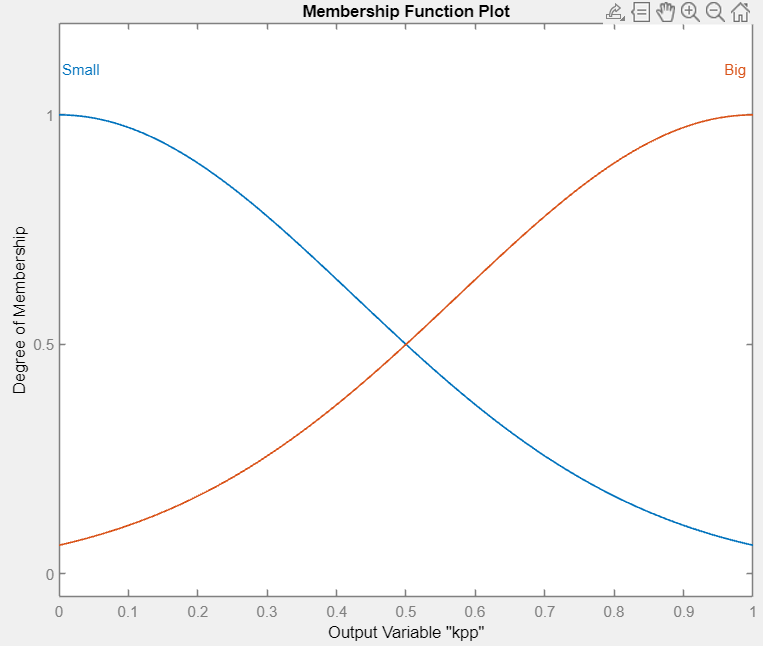 Membership Function Plot
Small
Big
1
0.5
0
Degree of Membership
0 0.1 0.2 0.3 0.4 0.5 0.6 0.7 0.8 0.9 1
Output Variable "kpp"